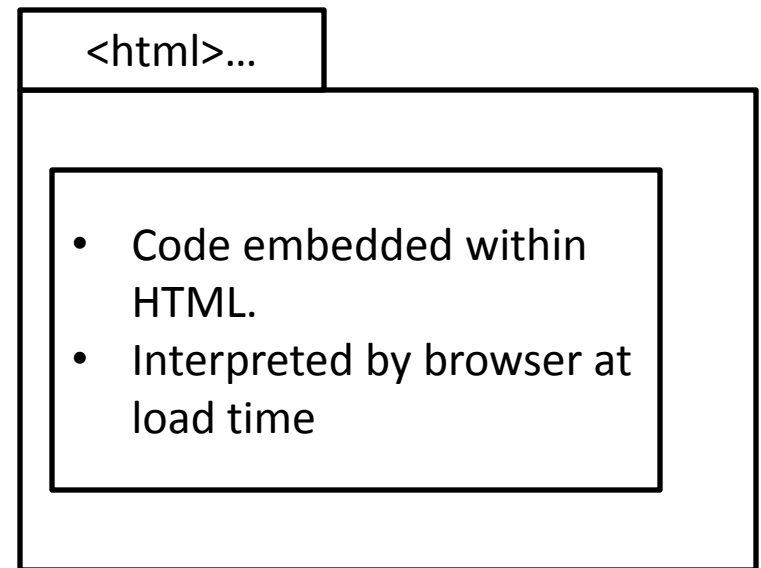 <html>...
• Code embedded within
HTML.
• Interpreted by browser at
load time